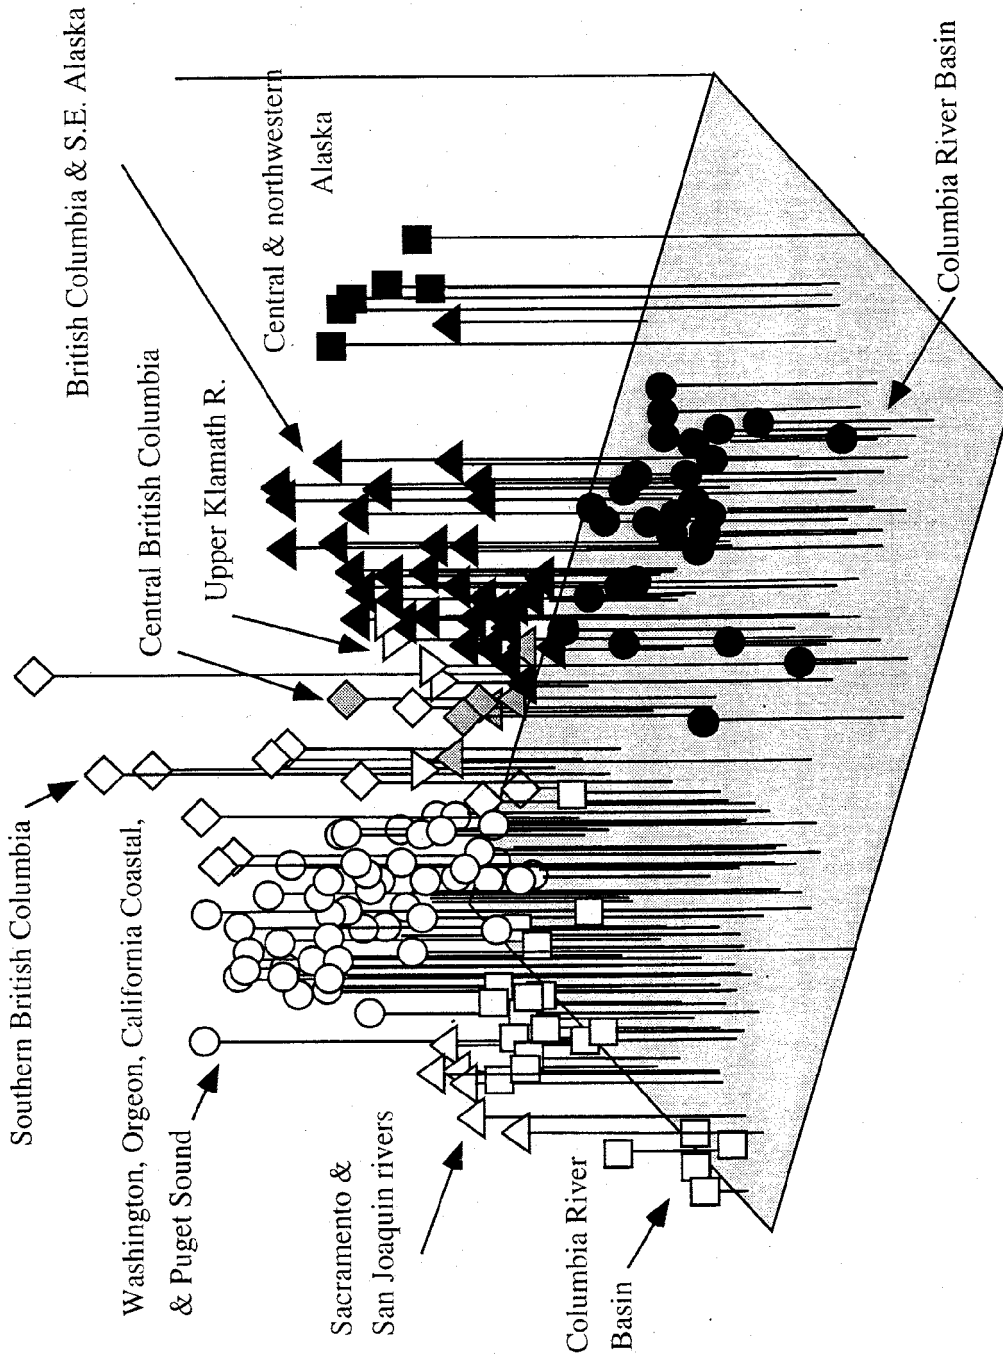 Southern British Columbia
Washington, Orgeon, California Coastal,
& Puget Sound
Sacramento &
San Joaquin rivers
Columbia River
Basin
Central British Columbia
Upper Klamath R.
British Columbia & S.E. Alaska
Central & northwestern
Alaska
Columbia River Basin